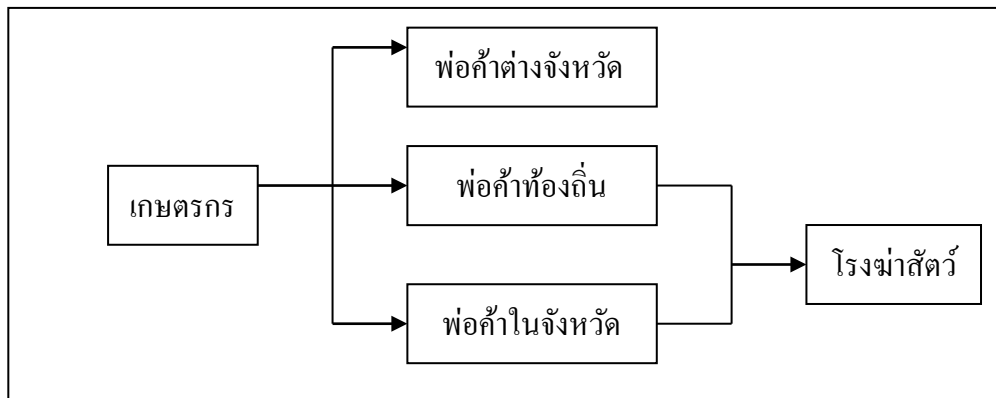 พ่อค้าต่างจังหวัด
เกษตรกร
พ่อค้าท้องถิ่น
พ่อค้าในจังหวัด
โรงฆ่าสัตว์